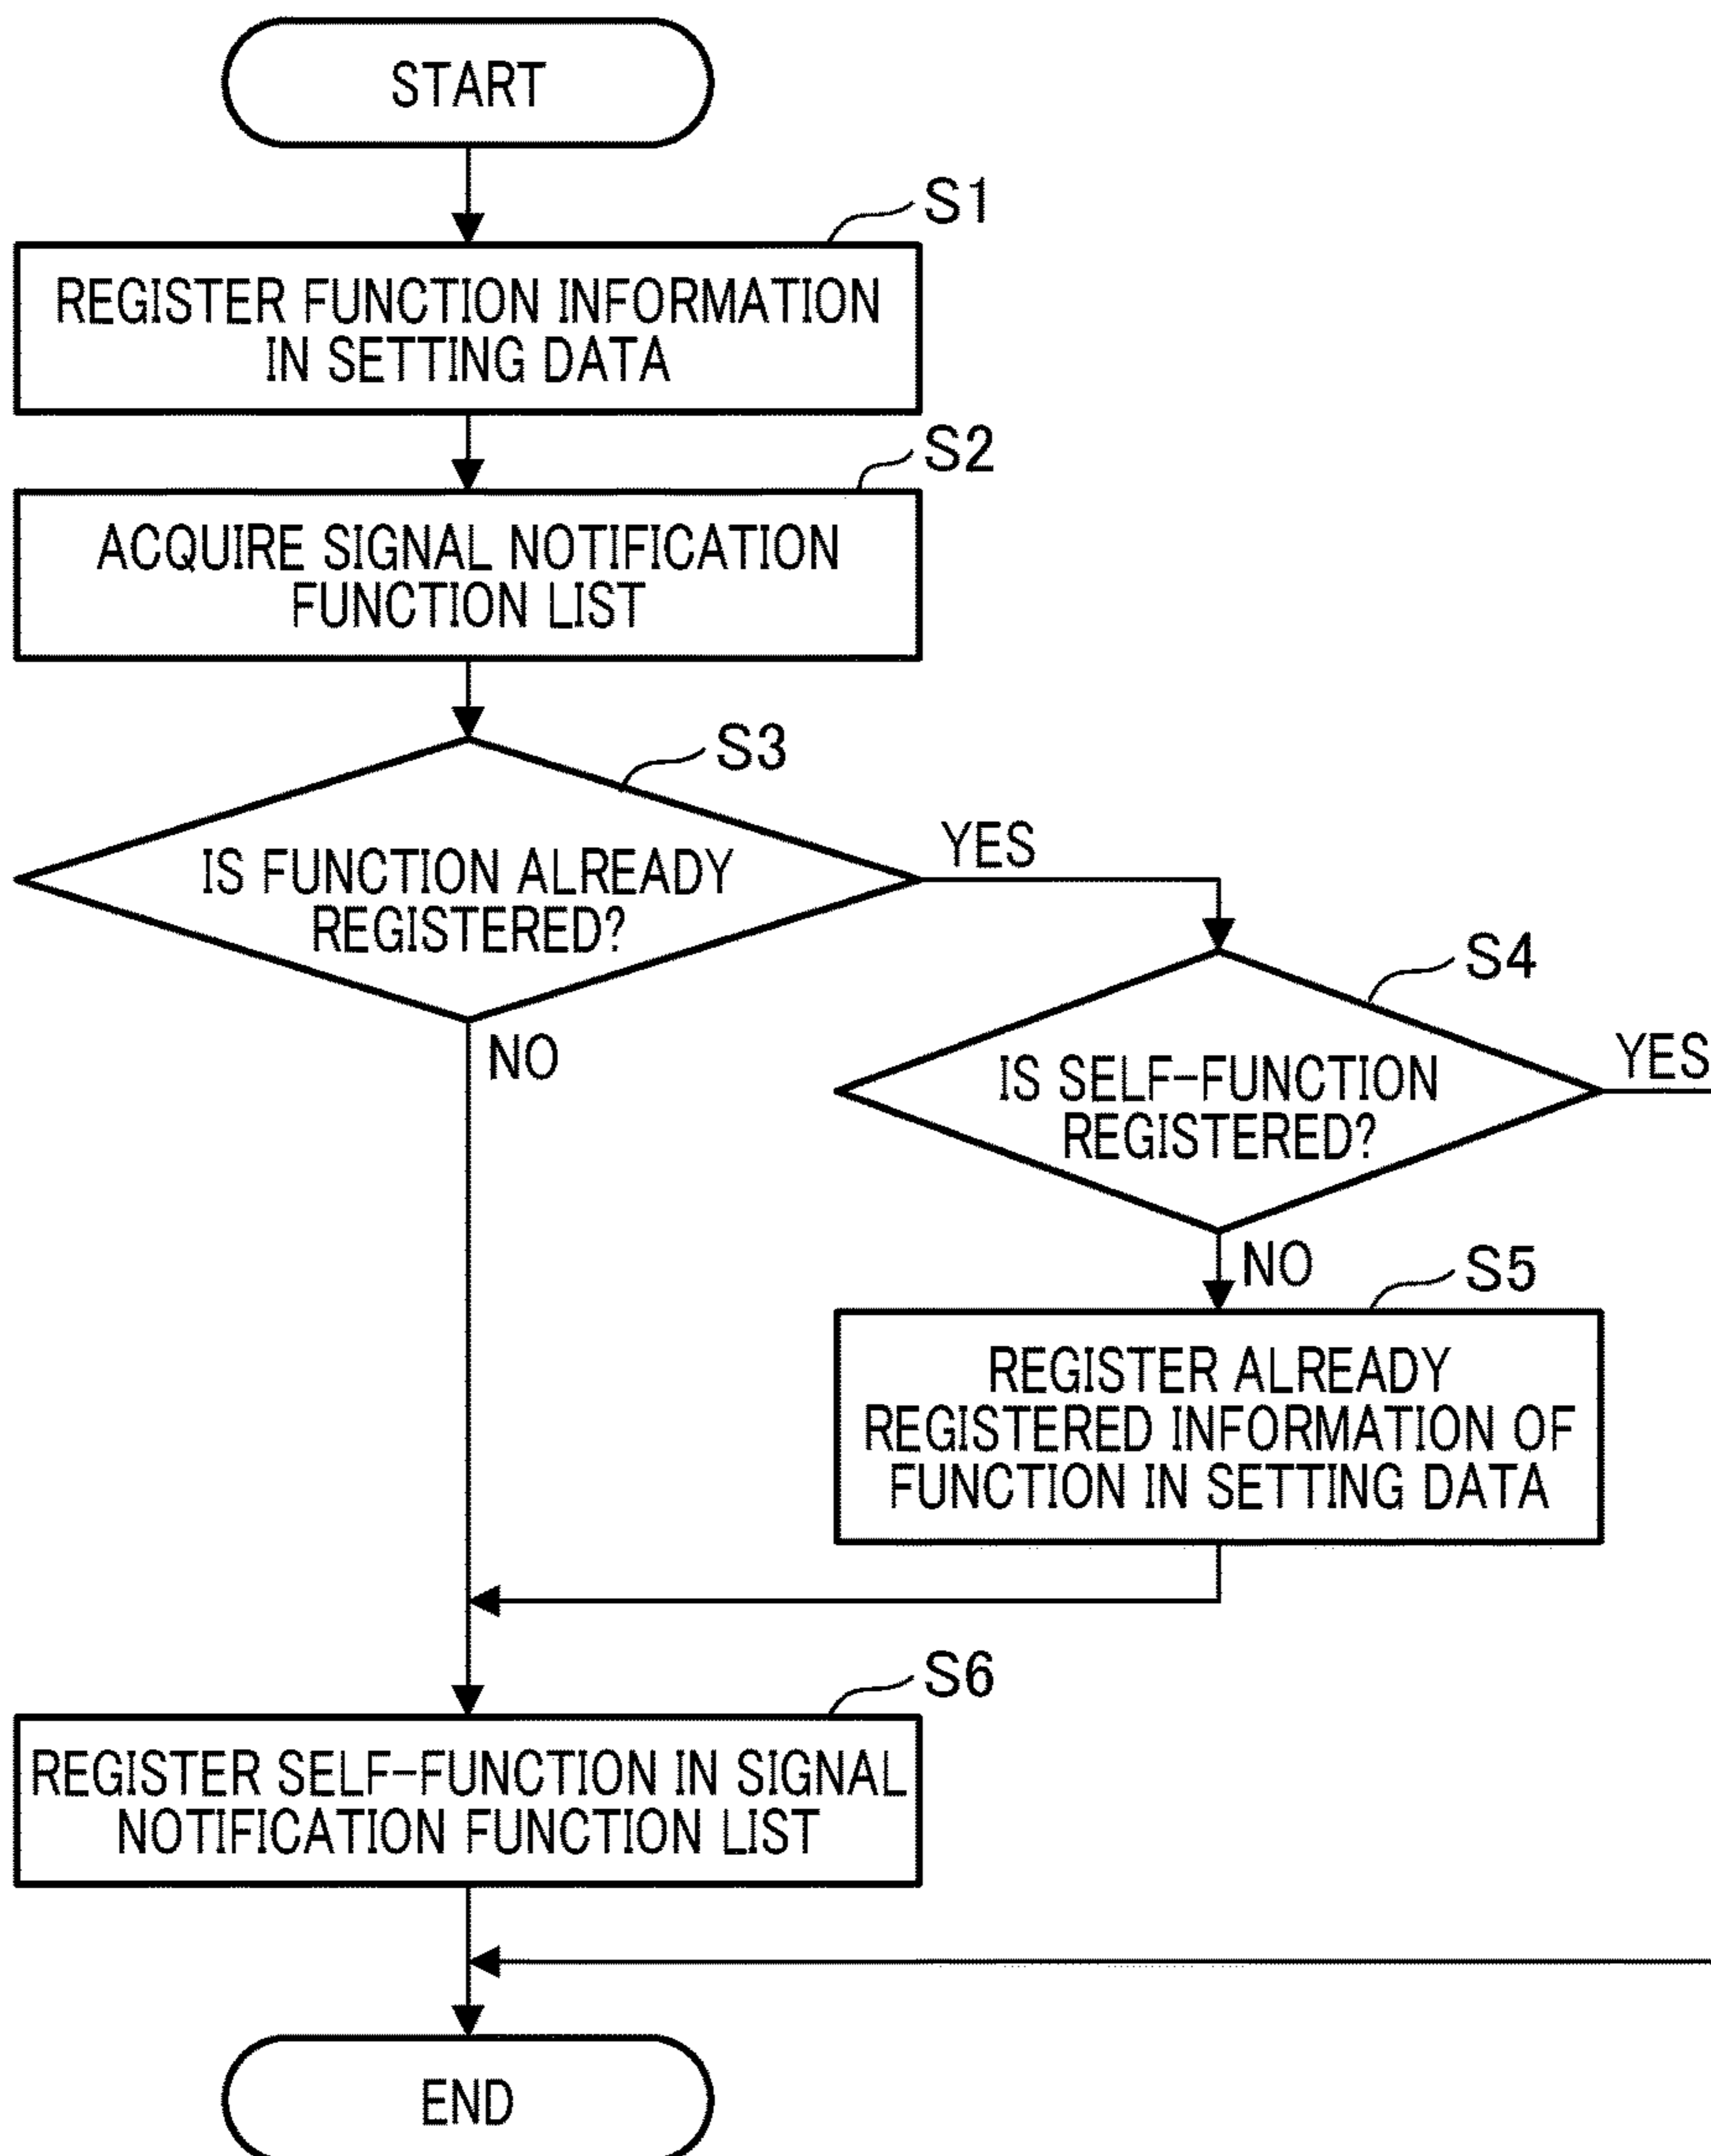 START
S1
REGISTER FUNCTION INFORMATION
IN SETTING DATA
S2
ACQUIRE SIGNAL NOTIFICATION
FUNCTION LIST
S3
IS FUNCTION ALREADY
REGISTERED?
YES
NO
S4
IS SELF-FUNCTION
REGISTERED?
YES
NO
S5
REGISTER ALREADY
REGISTERED INFORMATION OF
FUNCTION IN SETTING DATA
S6
REGISTER SELF-FUNCTION IN SIGNAL
NOTIFICATION FUNCTION LIST
END